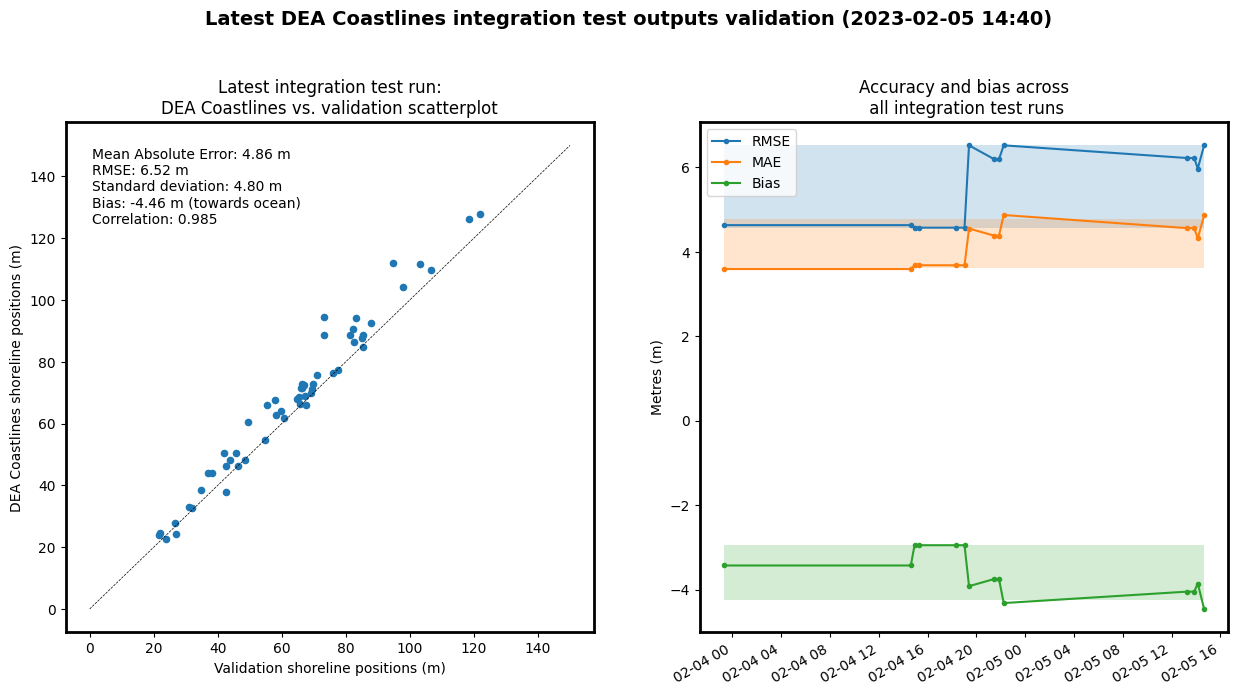 Latest DEA Coastlines integration test outputs validation (2023-02-05 14:40)
Latest integration test run:
DEA Coastlines vs. validation scatterplot
Mean Absolute Error: 4.86 m
RMSE: 6.52 m
Standard deviation: 4.80 m
Bias: -4.46 m (towards ocean)
Correlation: 0.985
DEA Coastlines shoreline positions (m)
140
120
100
80
60
40
20
0
0 20 40 60 80 100 120 140
Validation shoreline positions (m)
Accuracy and bias across
all integration test runs
RMSE
MAE
Bias
Metres (m)
6
4
2
0
−2
−4
02-04 00 02-04 04 02-04 08 02-04 12 02-04 16 02-04 20 02-05 00 02-05 04 02-05 08 02-05 12 02-05 16